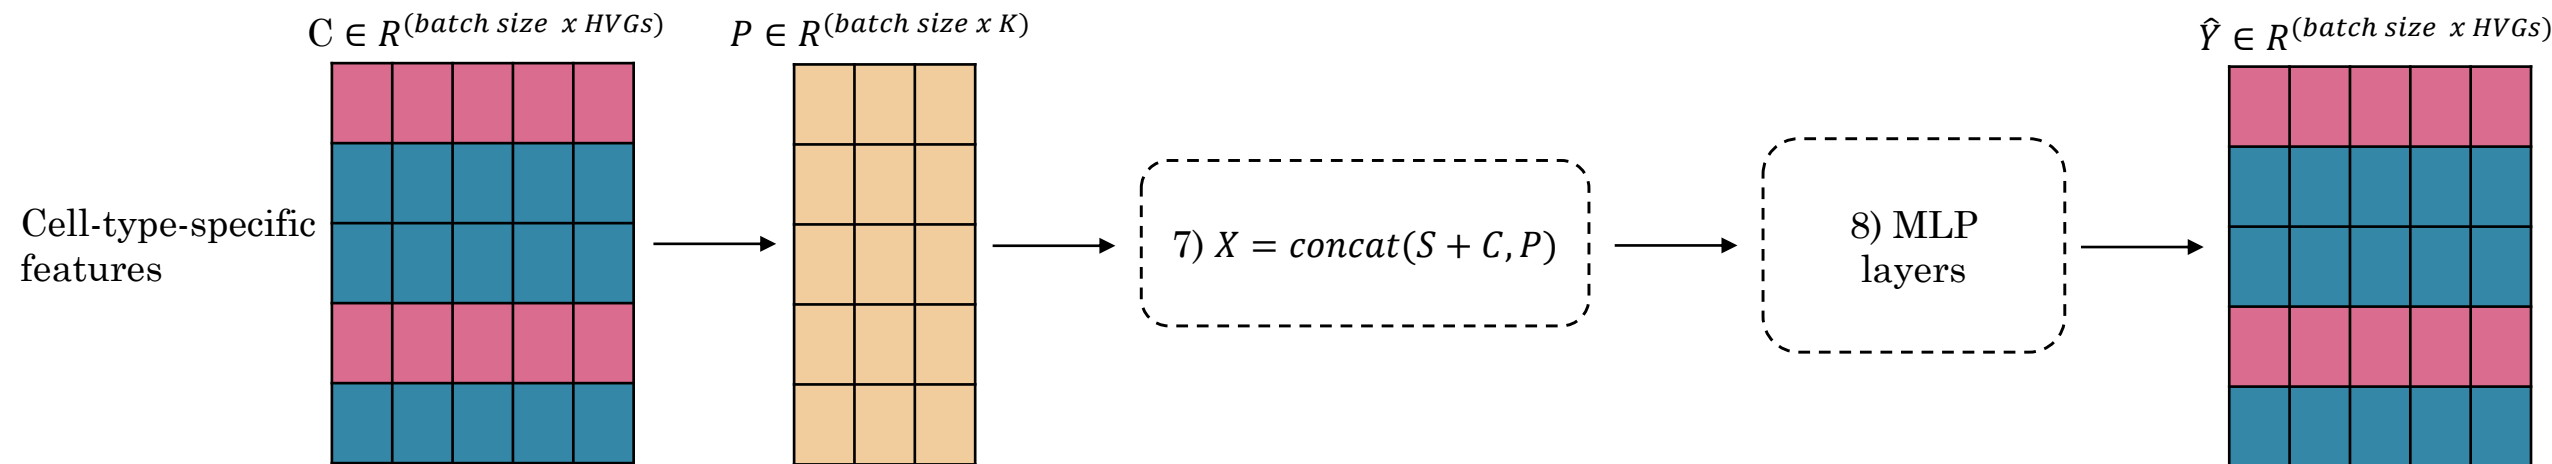 C ∈ R^(batch size x HVGs)
P ∈ R^(batch size x K)
Ŷ ∈ R^(batch size x HVGs)
Cell-type-specific
features
7) X = concat(S + C, P)
8) MLP
layers